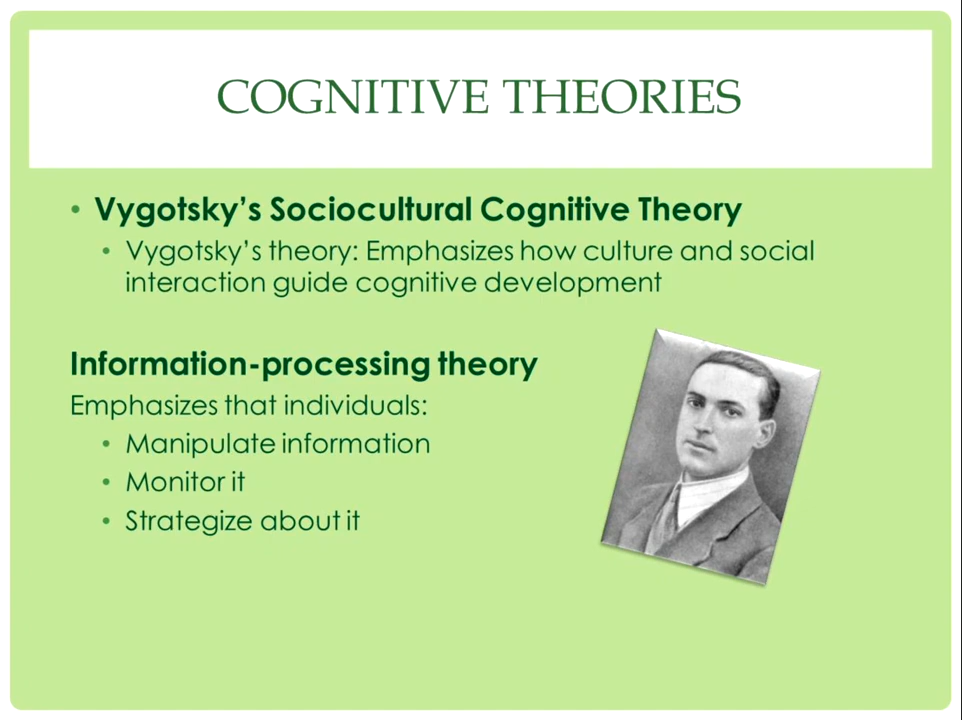 COGNITIVE THEORIES
• Vygotsky’s Sociocultural Cognitive Theory
• Vygotsky’s theory: Emphasizes how culture and social
interaction guide cognitive development
Information-processing theory
Emphasizes that individuals:
• Manipulate information
• Monitor it
• Strategize about it